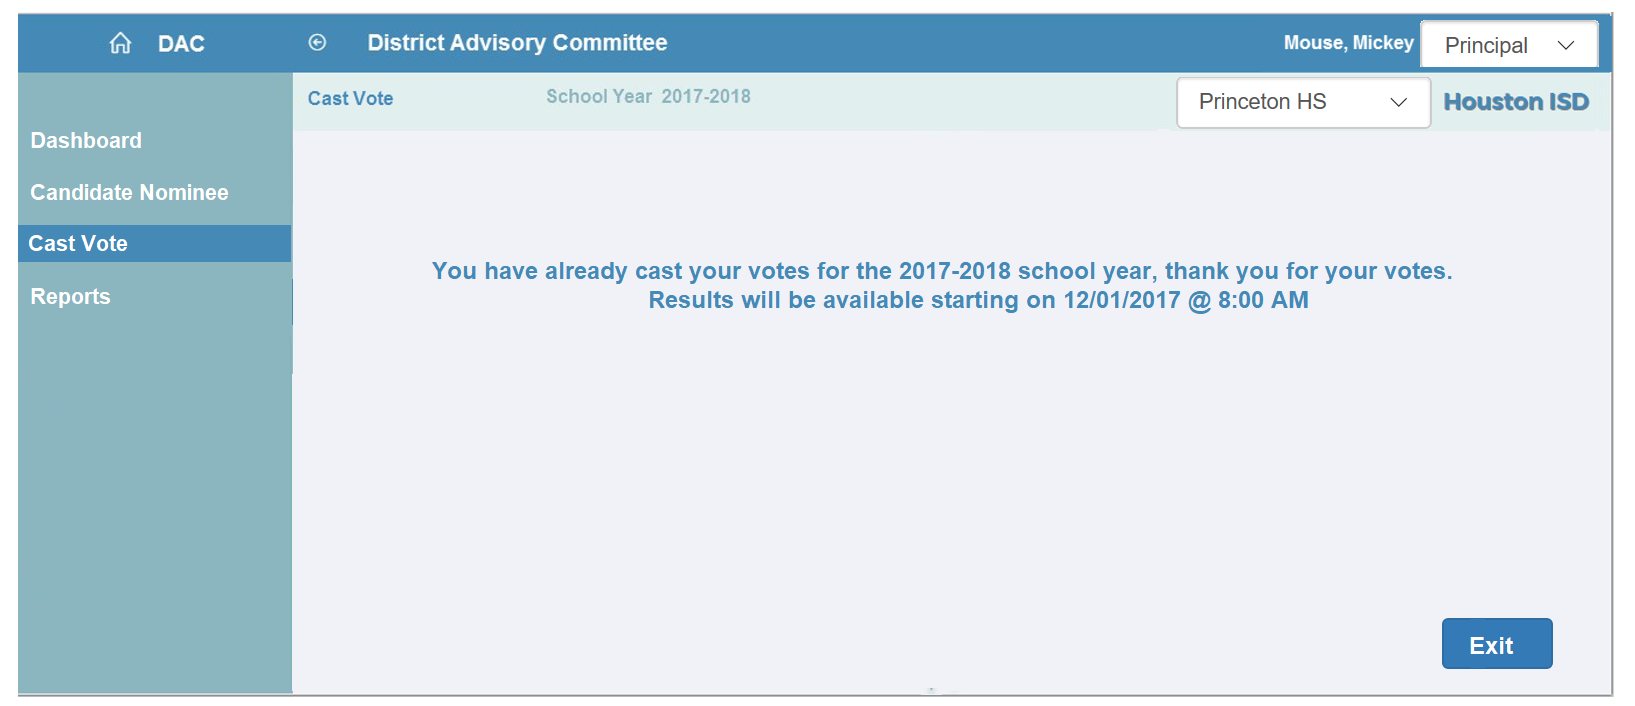 DAC
District Advisory Committee
Mouse, Mickey
Principal
Cast Vote
School Year 2017-2018
Princeton HS
Houston ISD
Dashboard
Candidate Nominee
Cast Vote
Reports
You have already cast your votes for the 2017-2018 school year, thank you for your votes.
Results will be available starting on 12/01/2017 @ 8:00 AM
Exit